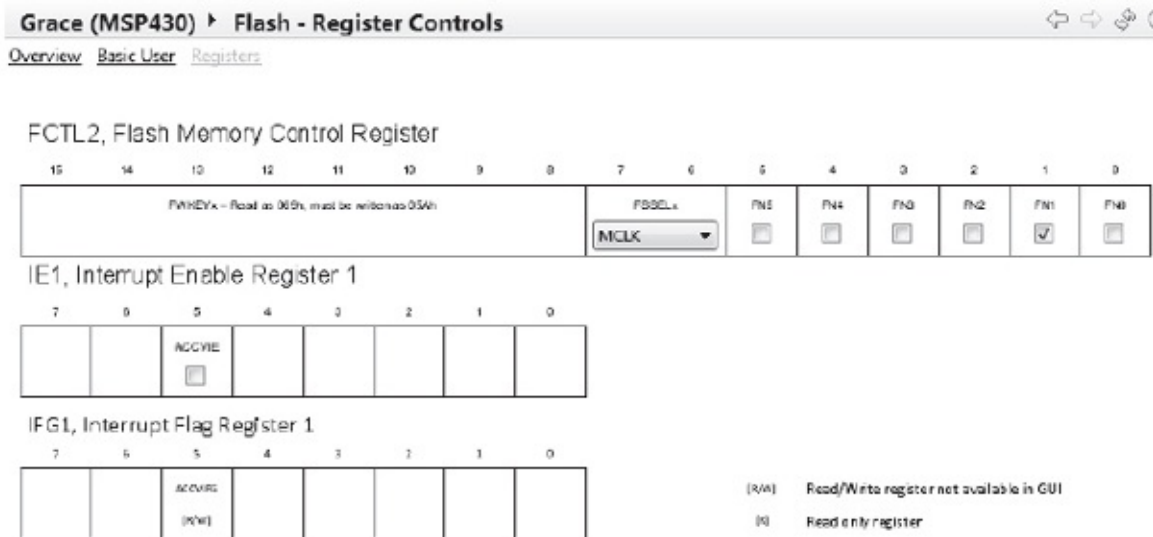 Grace (MSP430) ▸ Flash - Register Controls
Overview Basic User Registers
FCTL2, Flash Memory Control Register
15 14 13 12 11 10 9 8 7 6 5 4 3 2 1 0
FWKEYx – Read as 069h, must be written as 05Ah FSSELx FN5 FN4 FN3 FN2 FN1 FN0
MCLK
IE1, Interrupt Enable Register 1
7 6 5 4 3 2 1 0
ACCVIE
IFG1, Interrupt Flag Register 1
7 6 5 4 3 2 1 0
ACCVIFG [R/W] Read/Write register not available in GUI
[R/W] [R] Read only register